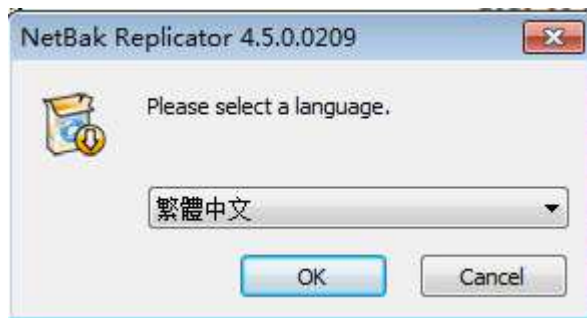 NetBak Replicator 4.5.0.0209
Please select a language.
繁體中文
OK
Cancel